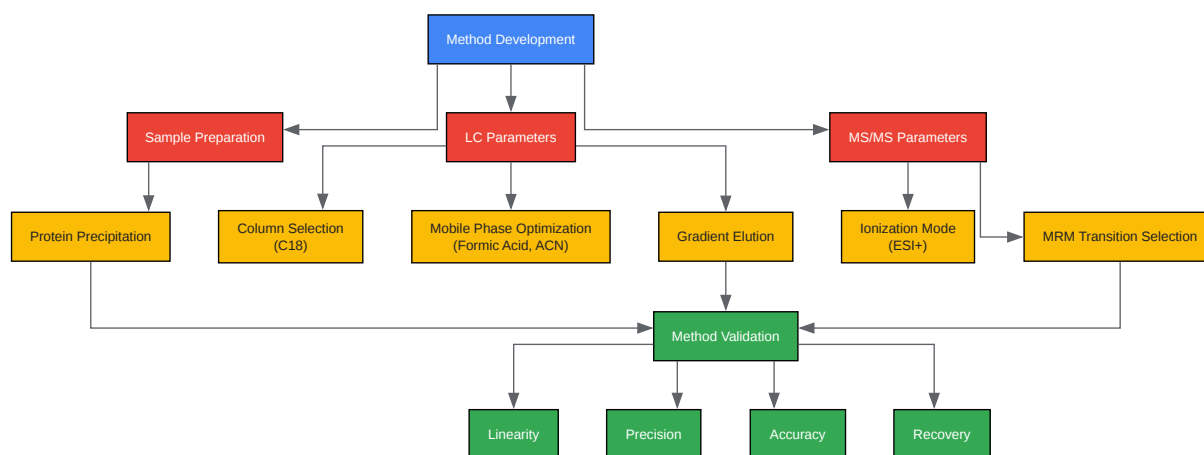 Method Development
Sample Preparation
LC Parameters
MS/MS Parameters
Protein Precipitation
Column Selection
(C18)
Mobile Phase Optimization
(Formic Acid, ACN)
Gradient Elution
Ionization Mode
(ESI+)
MRM Transition Selection
Method Validation
Linearity
Precision
Accuracy
Recovery